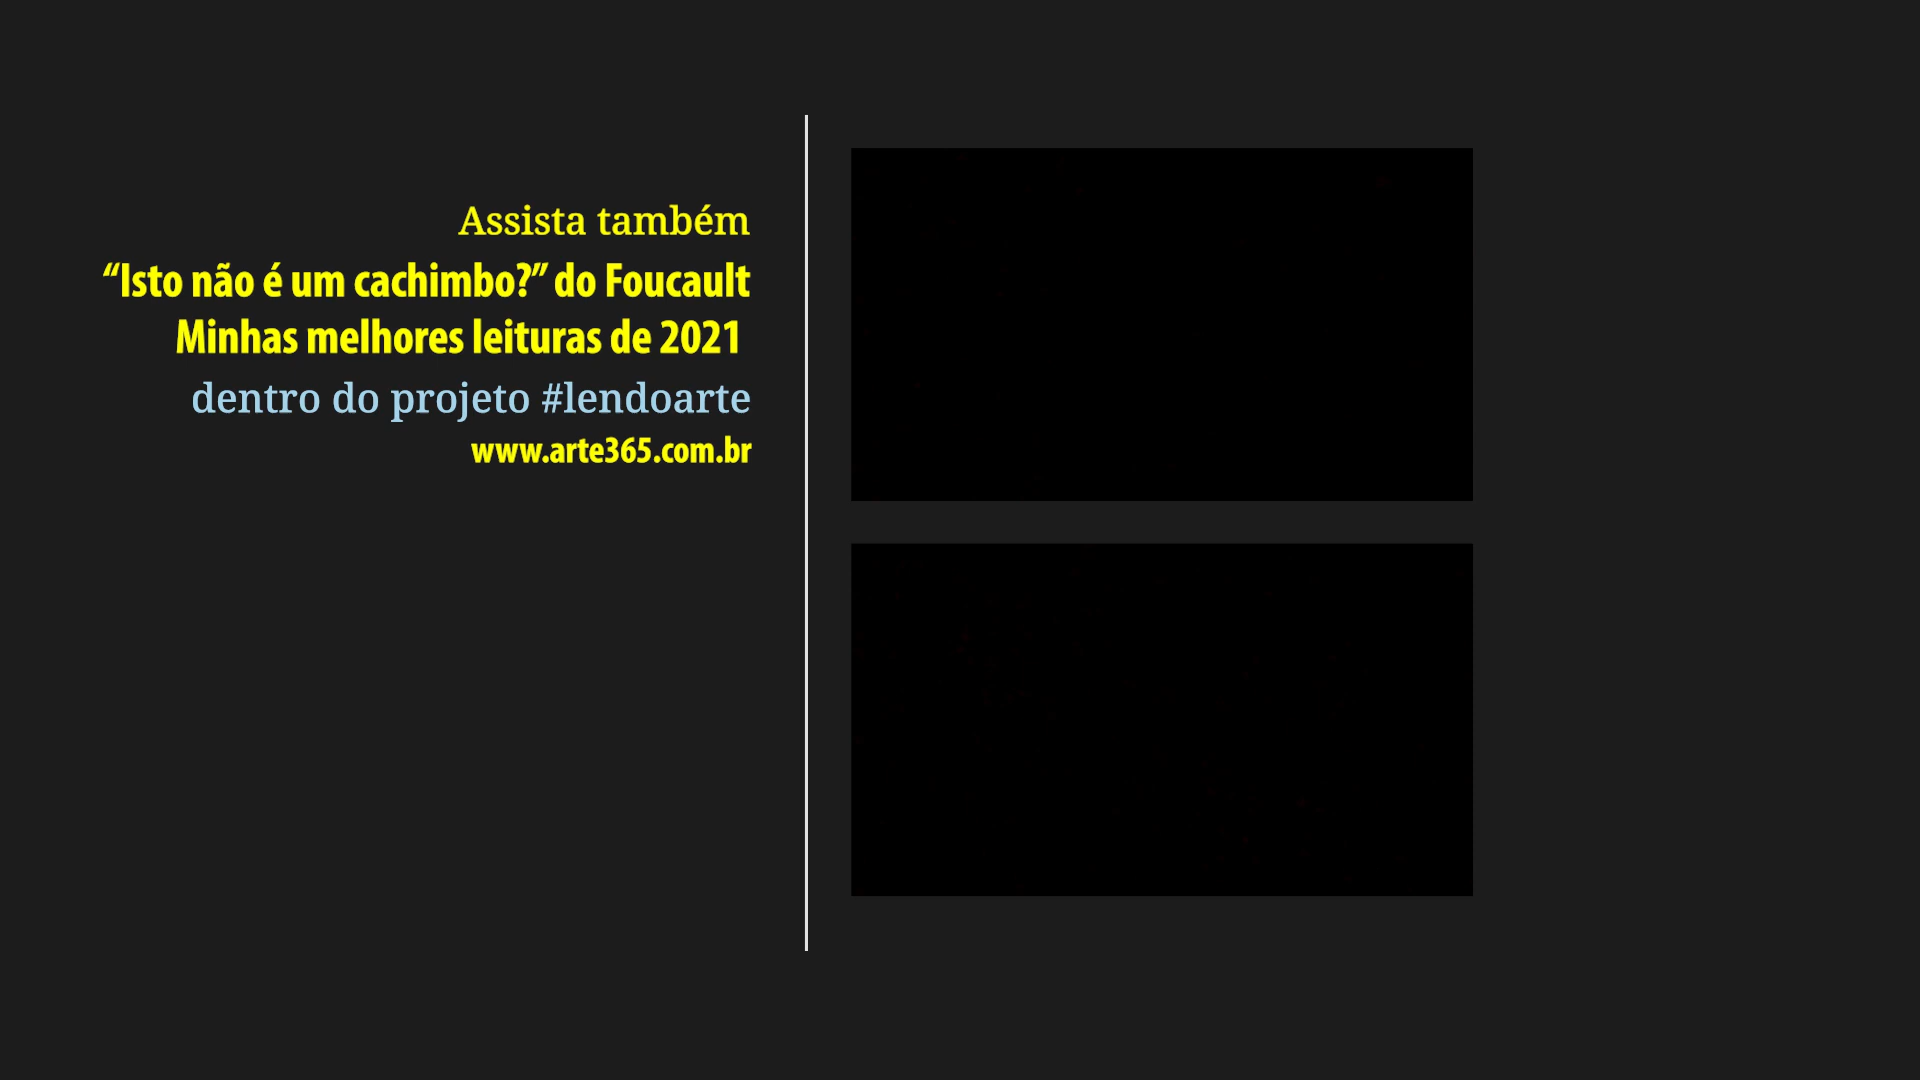 Assista também
“Isto não é um cachimbo?” do Foucault
Minhas melhores leituras de 2021
dentro do projeto #lendoarte
www.arte365.com.br